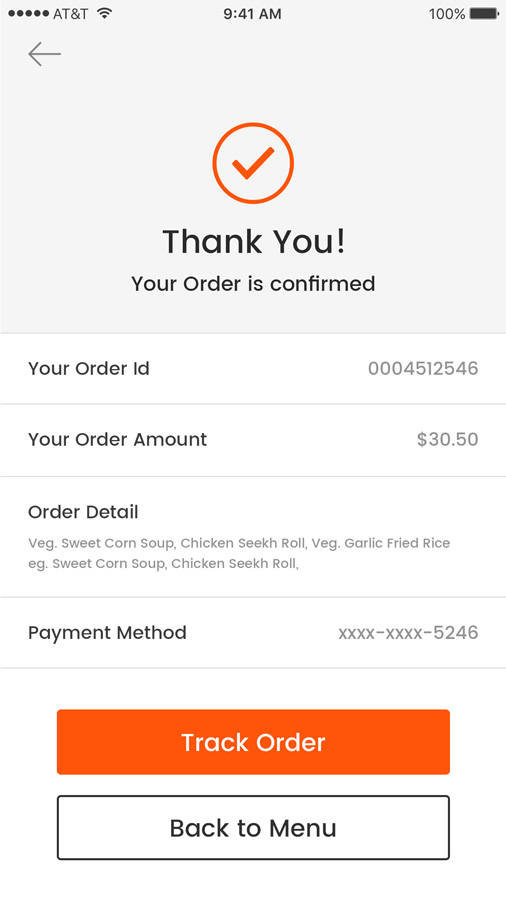 AT&T 9:41 AM 100%
Thank You!
Your Order is confirmed
Your Order Id 0004512546
Your Order Amount $30.50
Order Detail
Veg. Sweet Corn Soup, Chicken Seekh Roll, Veg. Garlic Fried Rice
eg. Sweet Corn Soup, Chicken Seekh Roll,
Payment Method xxxx-xxxx-5246
Track Order
Back to Menu